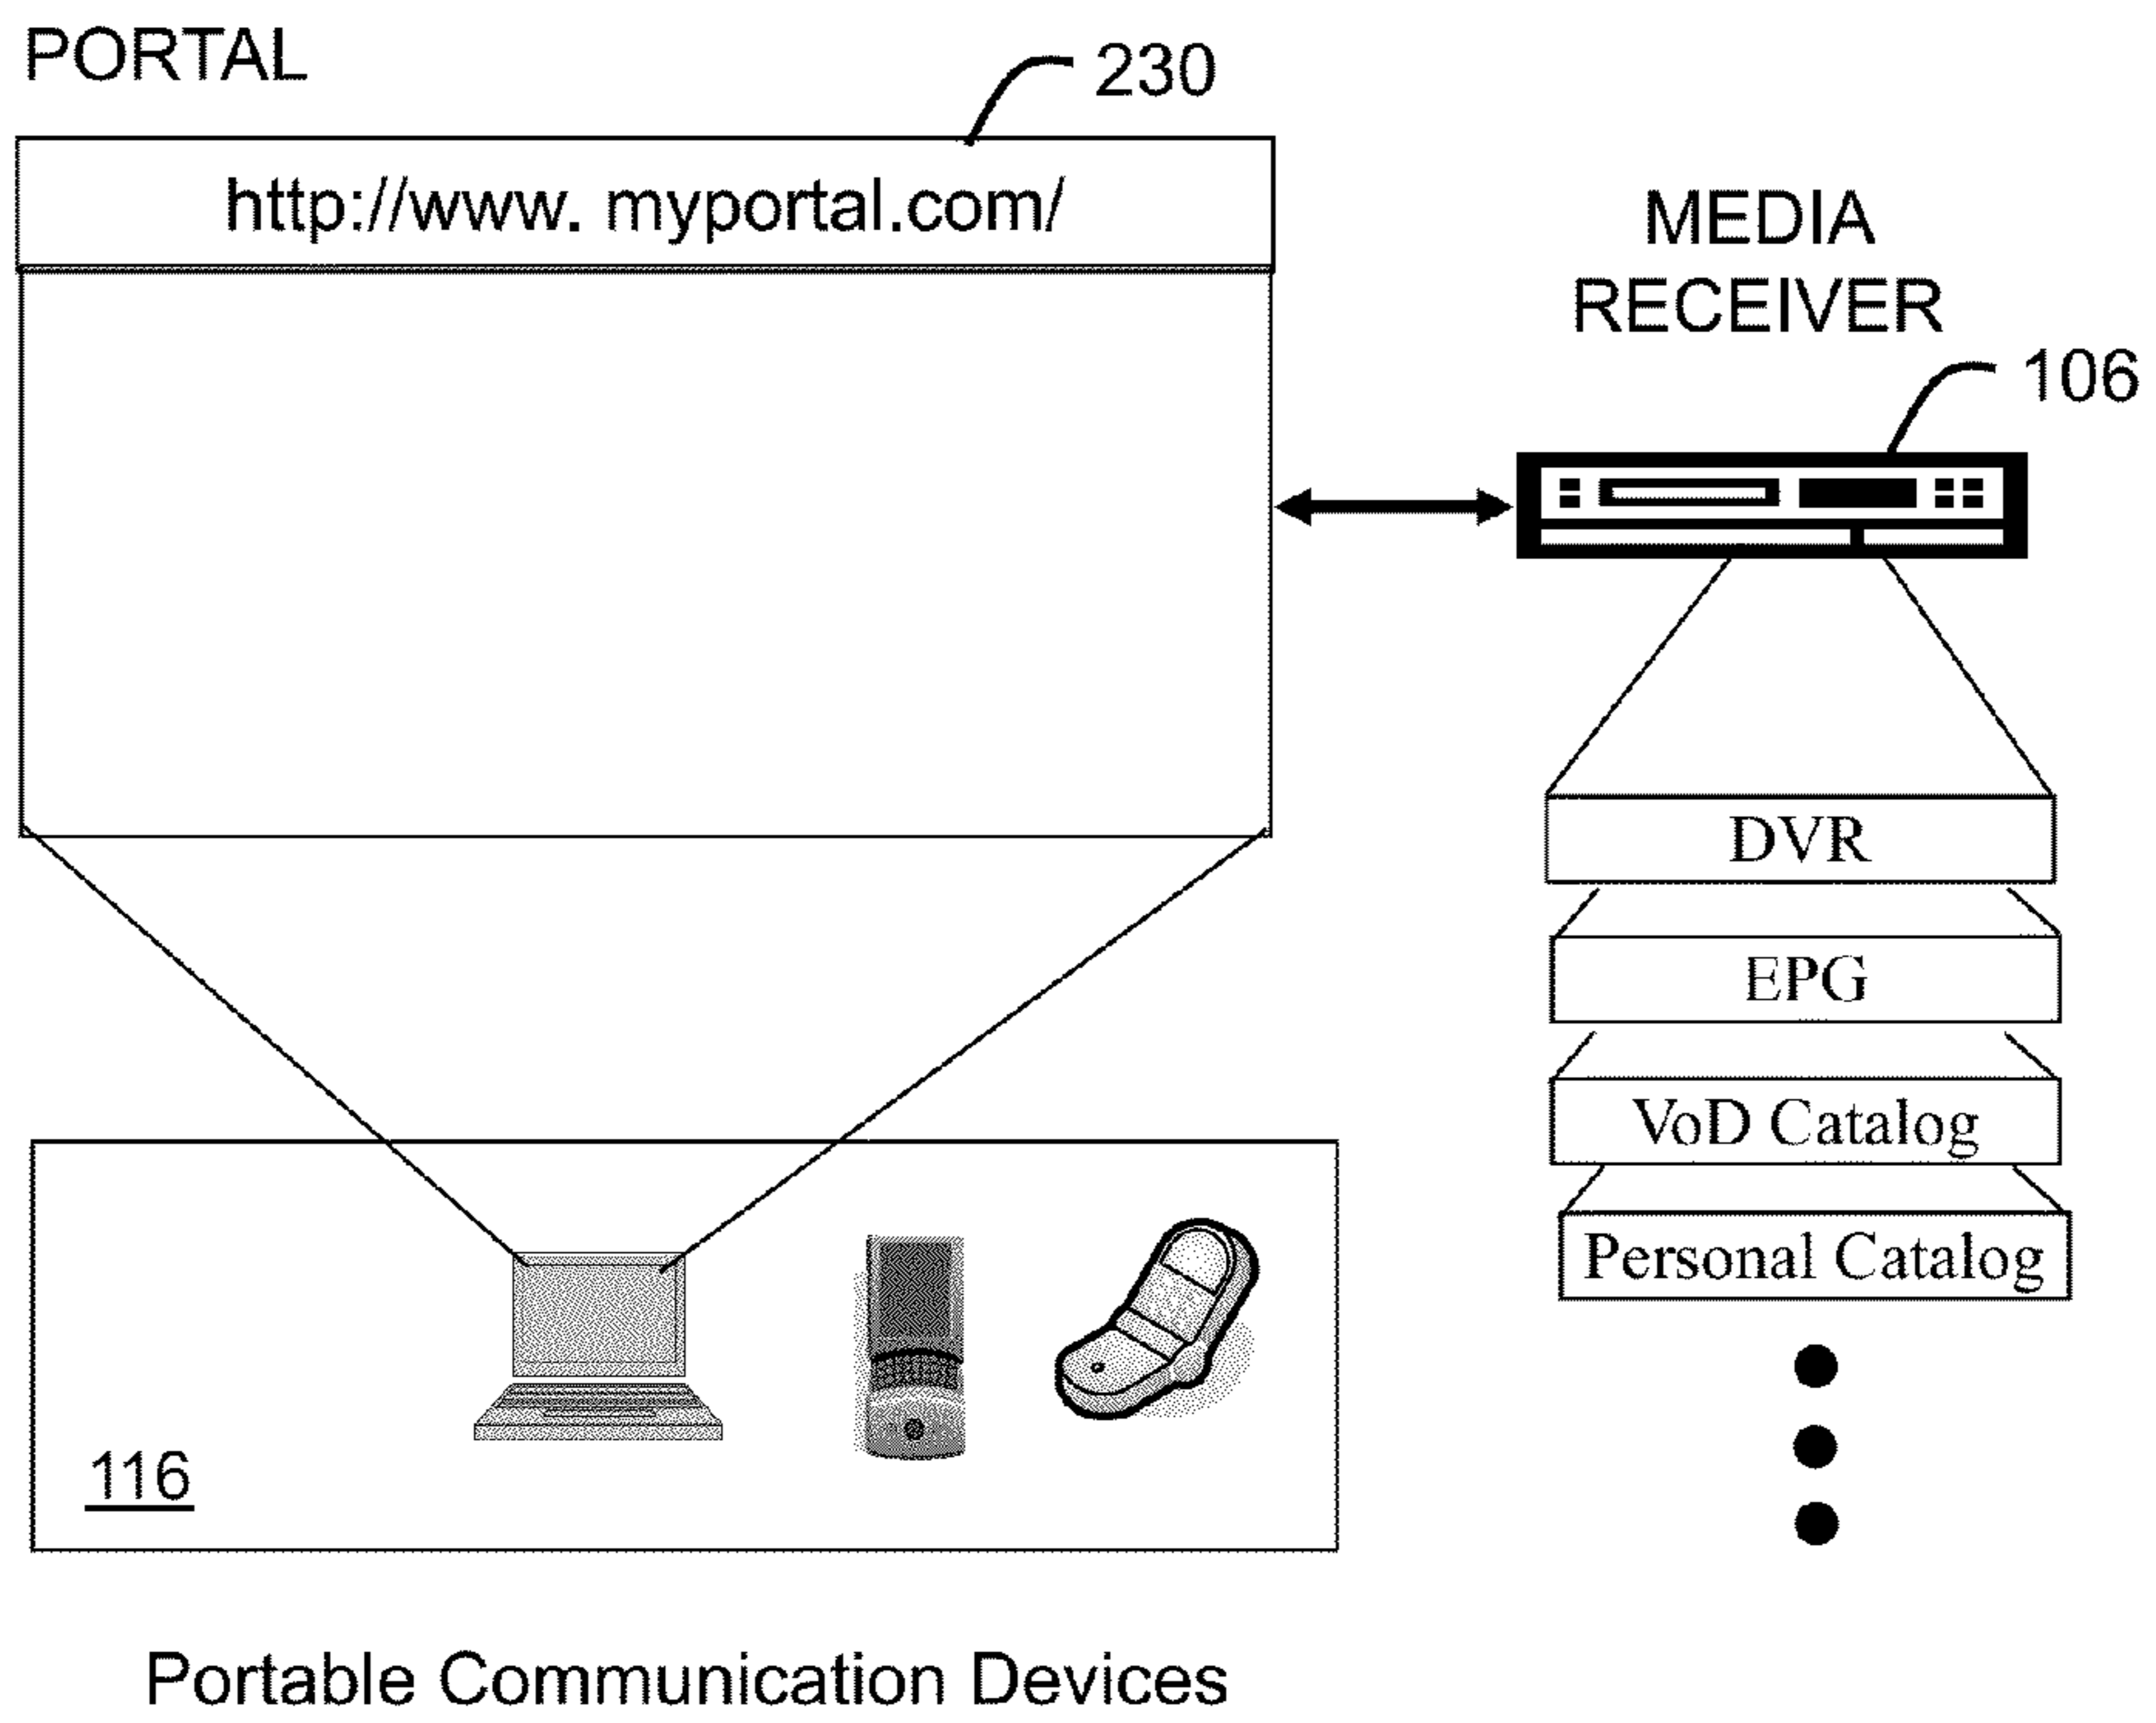 PORTAL
230
http://www. myportal.com/
MEDIA
RECEIVER
106
DVR
EPG
VoD Catalog
Personal Catalog
116
Portable Communication Devices